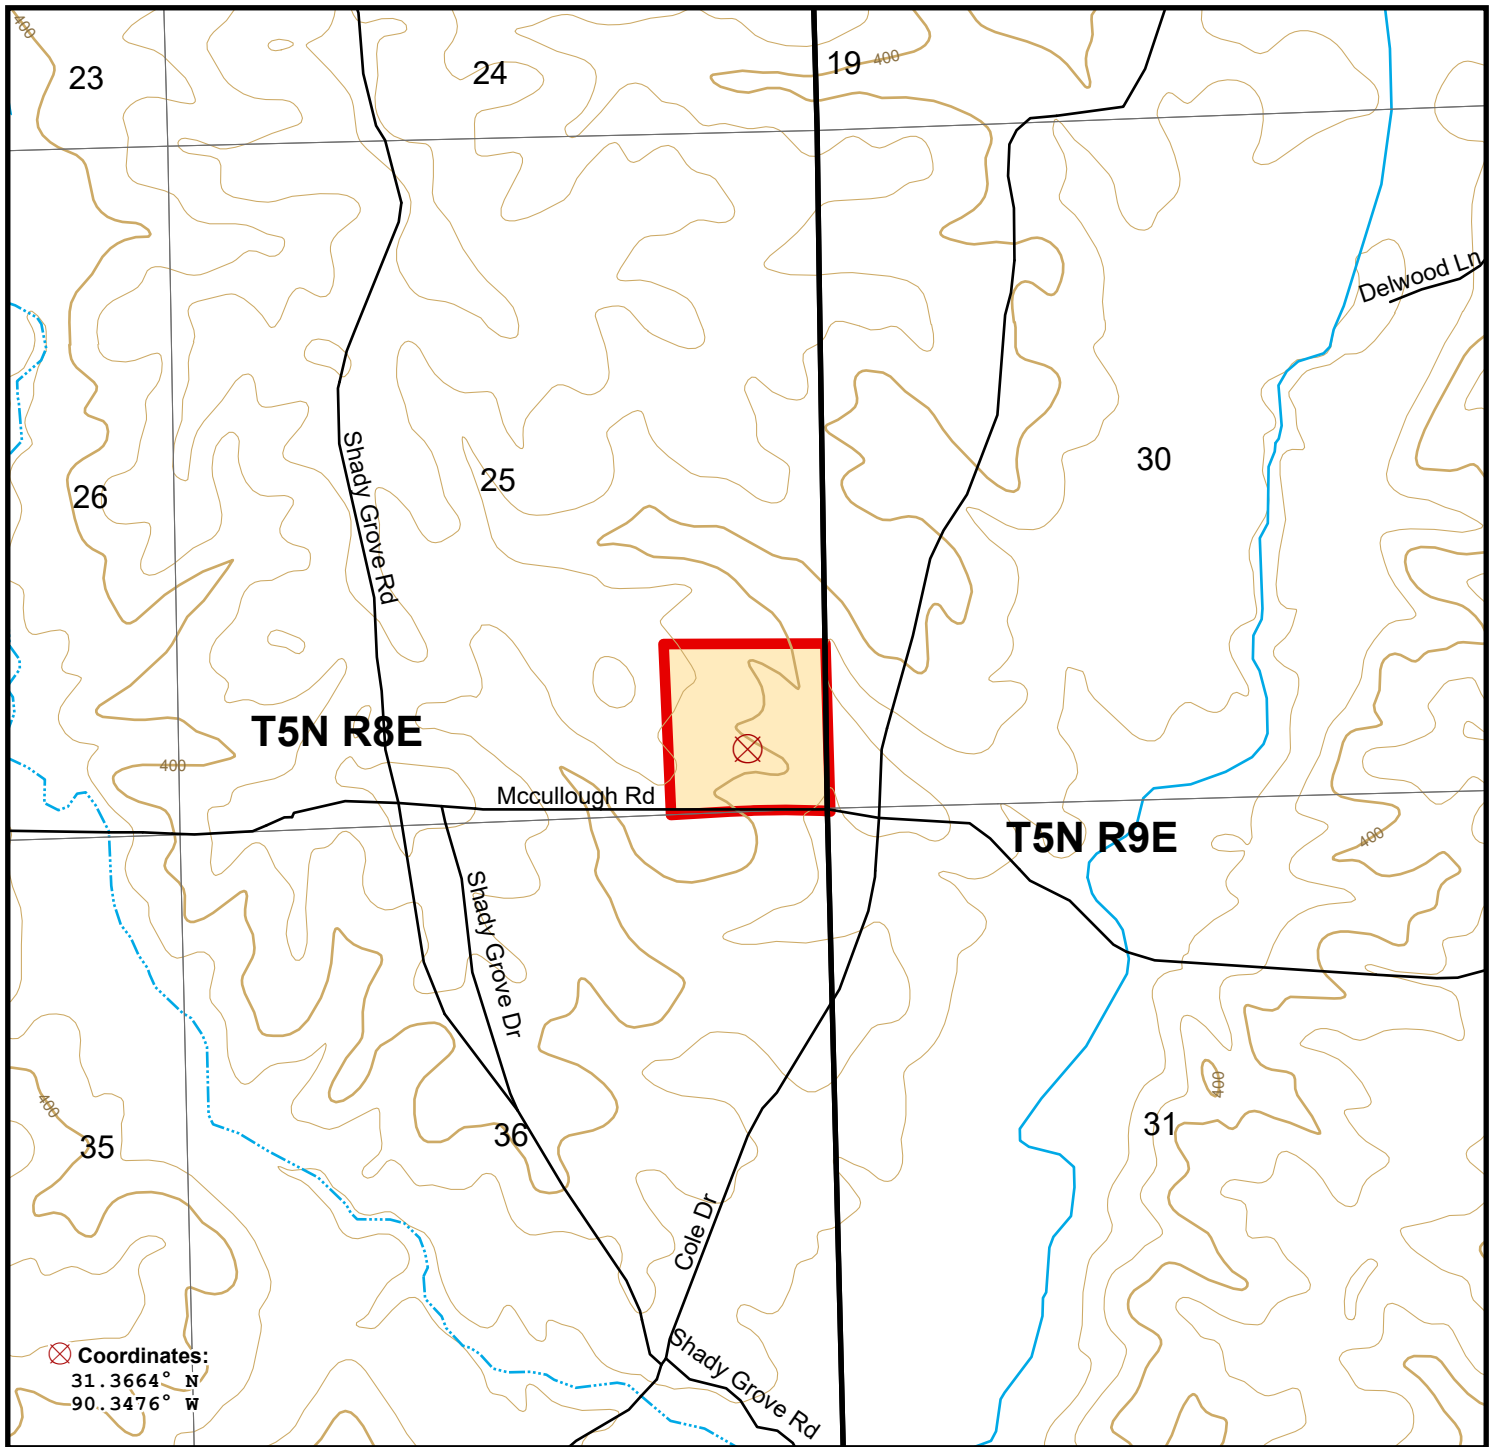 400
23
24
19
400
Delwood Ln
Shady Grove Rd
25
30
26
T5N R8E
400
Mccullough Rd
T5N R9E
400
Shady Grove Dr
400
400
31
36
35
Cole Dr
Shady Grove Rd
Coordinates:
31.3664° N
90.3476° W